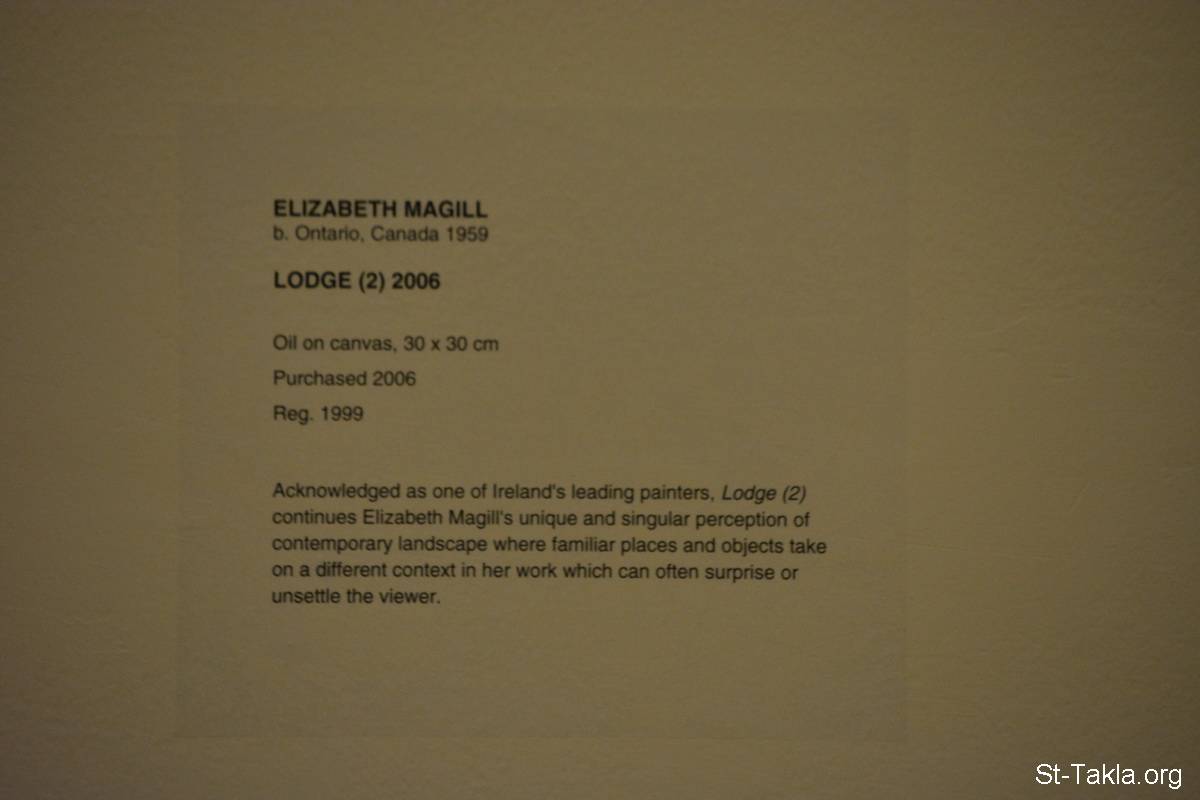 ELIZABETH MAGILL
b. Ontario, Canada 1959
LODGE (2) 2006
Oil on canvas, 30 x 30 cm
Purchased 2006
Reg. 1999
Acknowledged as one of Ireland's leading painters, Lodge (2)
continues Elizabeth Magill's unique and singular perception of
contemporary landscape where familiar places and objects take
on a different context in her work which can often surprise or
unsettle the viewer.
St-Takla.org